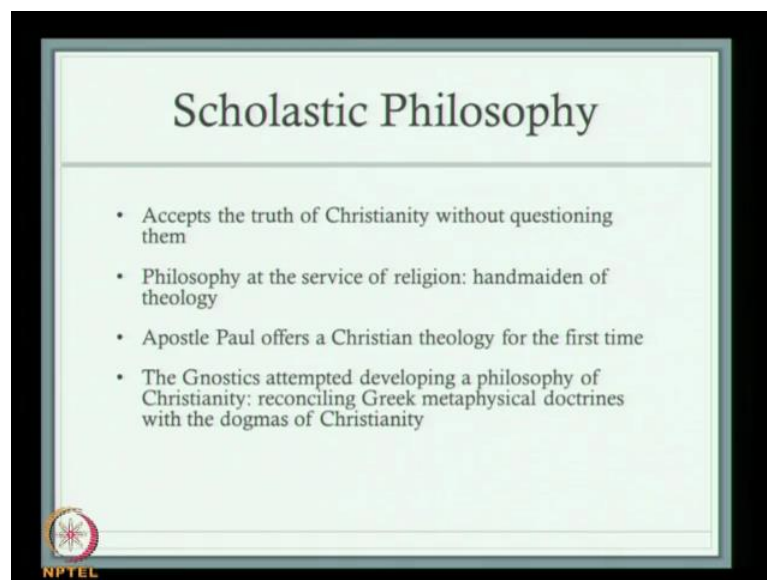 Scholastic Philosophy
• Accepts the truth of Christianity without questioning
them
• Philosophy at the service of religion: handmaiden of
theology
• Apostle Paul offers a Christian theology for the first time
• The Gnostics attempted developing a philosophy of
Christianity: reconciling Greek metaphysical doctrines
with the dogmas of Christianity
NPTEL